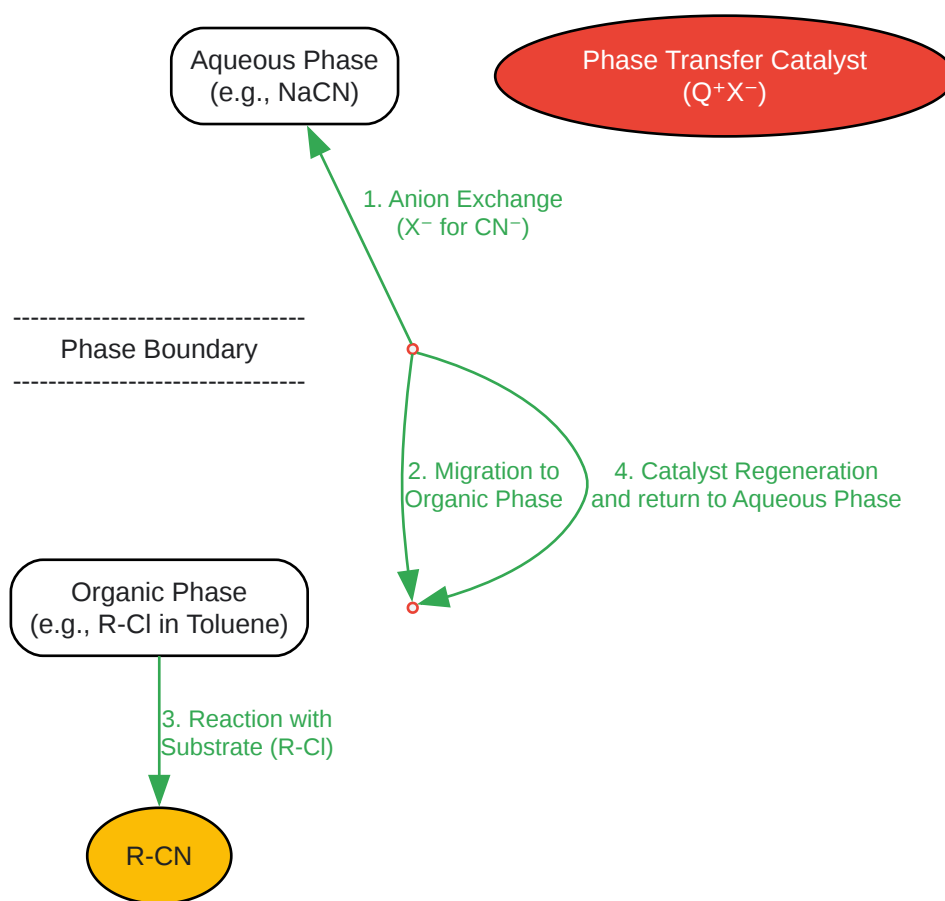 Aqueous Phase
(e.g., NaCN)
Phase Transfer Catalyst
(Q⁺X⁻)
1. Anion Exchange
(X⁻ for CN⁻)
---------------------------------
Phase Boundary
---------------------------------
2. Migration to
Organic Phase
4. Catalyst Regeneration
and return to Aqueous Phase
Organic Phase
(e.g., R-Cl in Toluene)
3. Reaction with
Substrate (R-Cl)
R-CN